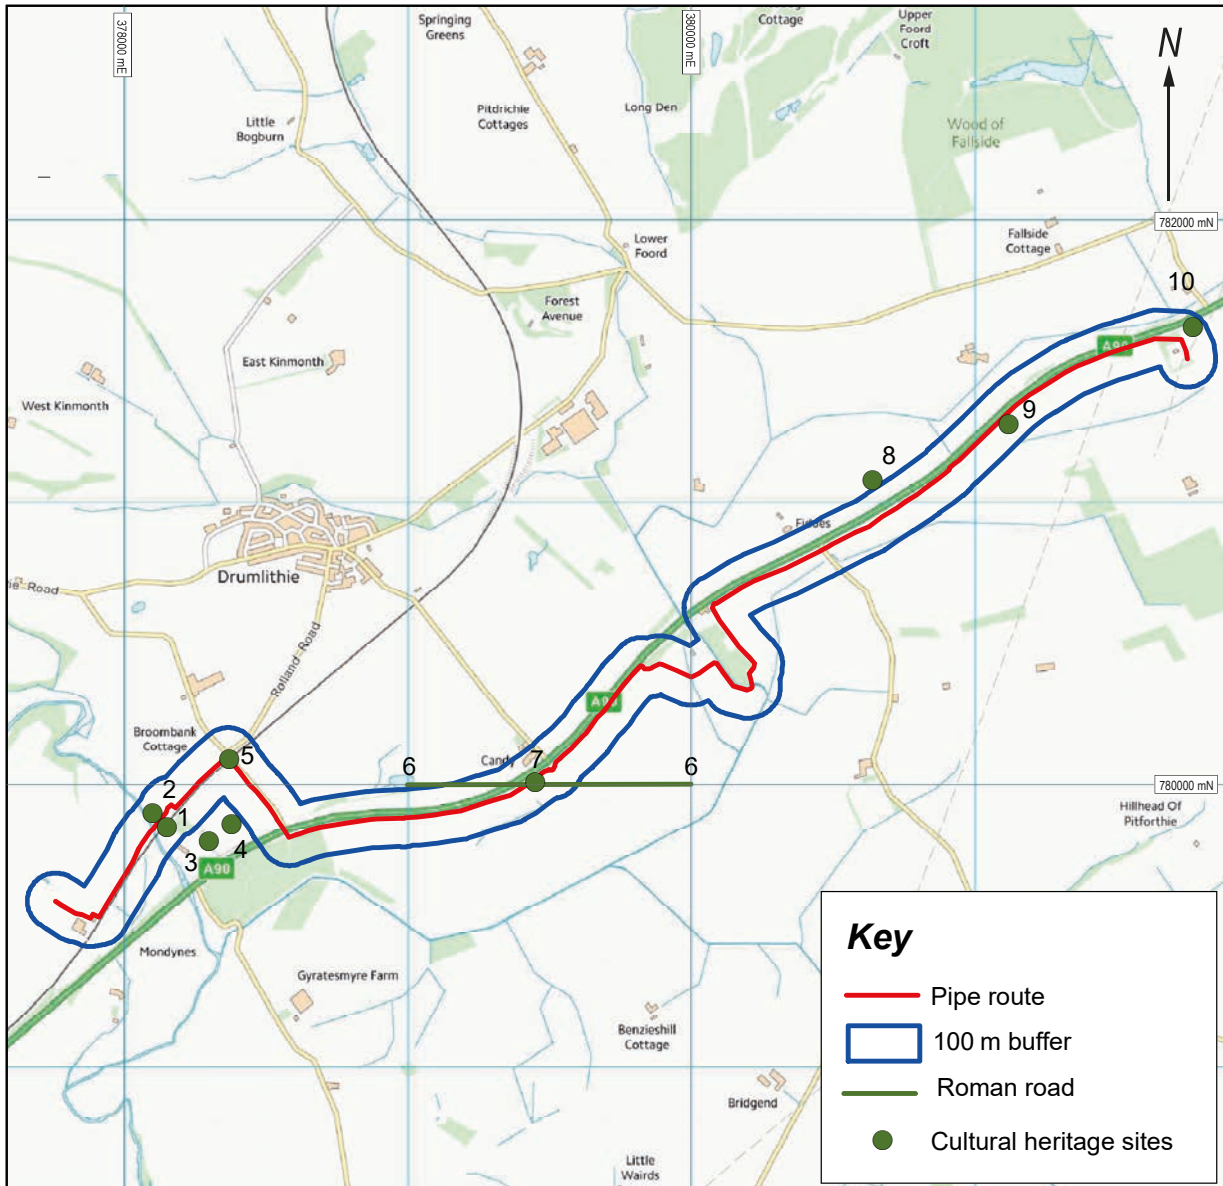 378000 mE
Springing
Greens
380000 mE
Cottage
Upper
Foord
Croft
N
Little
Bogburn
Pitdrichie
Cottages
Long Den
Wood of
Fallside
782000 mN
Lower
Foord
Fallside
Cottage
10
Forest
Avenue
East Kinmonth
A90
West Kinmonth
9
8
Fiddes
Drumlithie
Road
Rolland Road
A90
Broombank
Cottage
5
Candy
7
6
6
780000 mN
2
1
3
4
A90
Hillhead Of
Pitforthie
Mondynes
Gyratesmyre Farm
Benzieshill
Cottage
Bridgend
Little
Wairds
Key
Pipe route
100 m buffer
Roman road
Cultural heritage sites